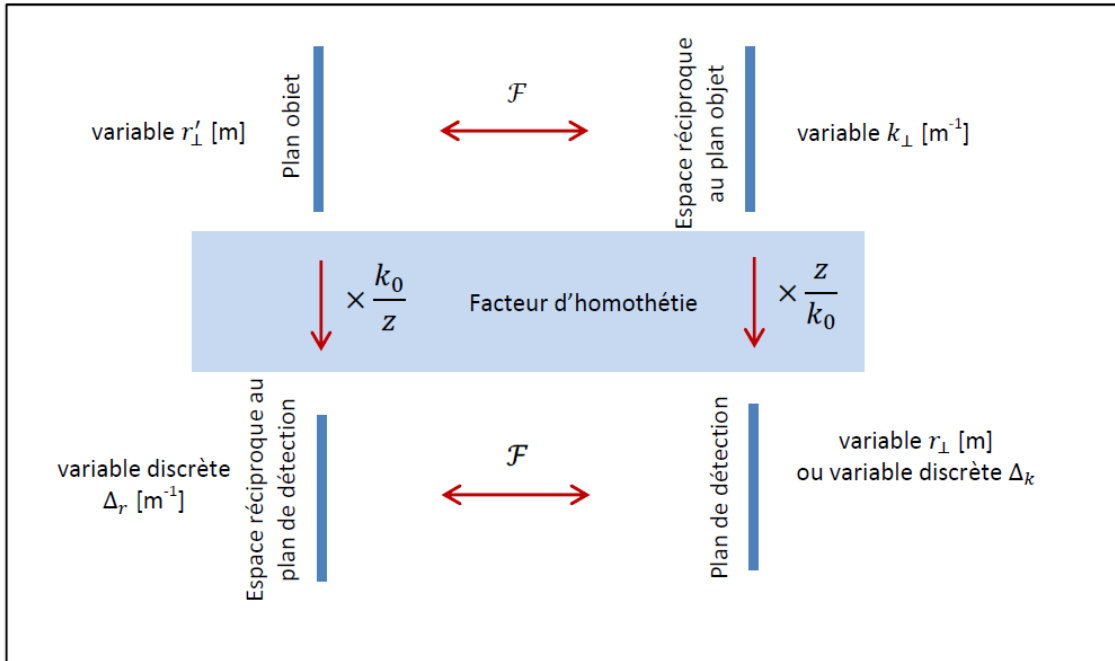 variable r′⊥ [m]
Plan obiet
ℱ
Espace réciproque
au plan objet
variable k⊥ [m⁻¹]
× k₀/z
Facteur d’homothétie
× z/k₀
variable discrète
Δᵣ [m⁻¹]
Espace réciproque au
plan de détection
ℱ
Plan de détection
variable r⊥ [m]
ou variable discrète Δₖ